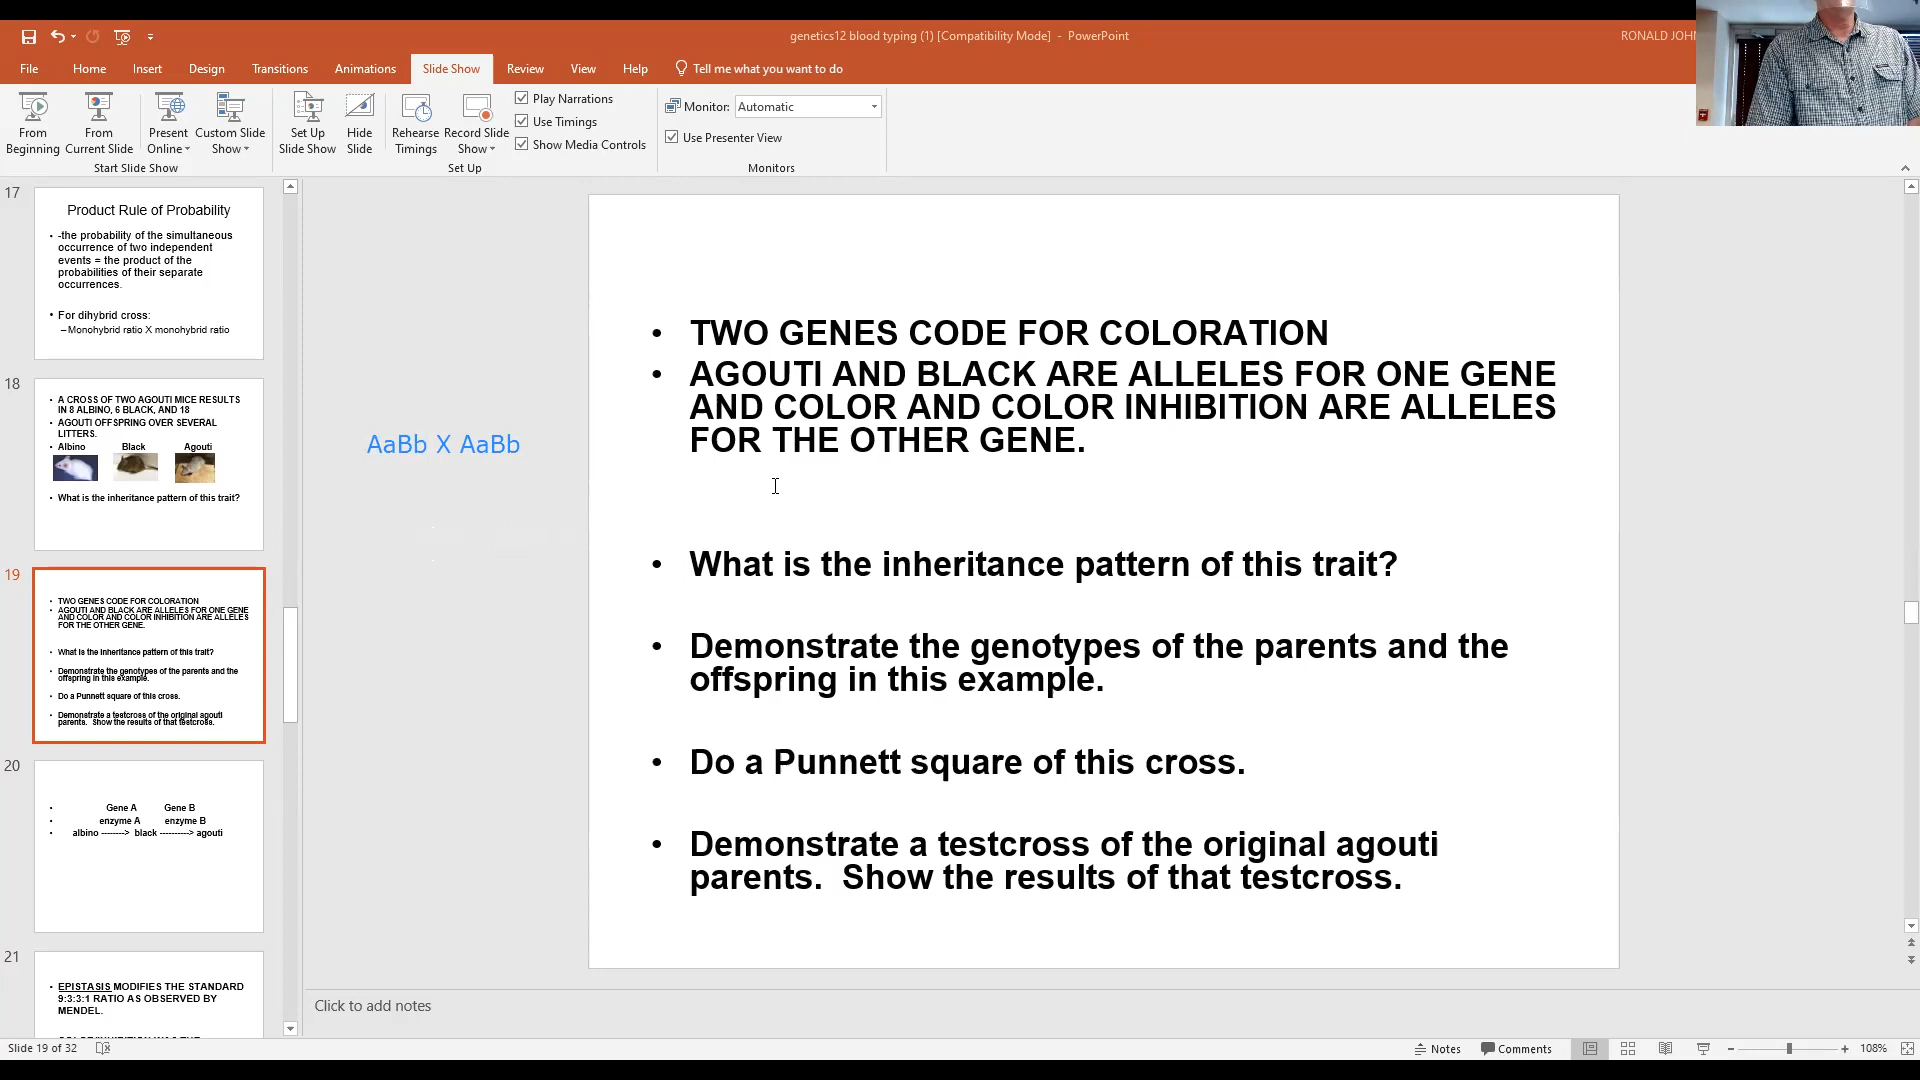 genetics12 blood typing (1) [Compatibility Mode] - PowerPoint
RONALD JOHN
File Home Insert Design Transitions Animations Slide Show Review View Help Tell me what you want to do
From Beginning
From Current Slide
Present Online
Custom Slide Show
Start Slide Show
Set Up Slide Show
Hide Slide
Rehearse Timings
Record Slide Show
Play Narrations
Use Timings
Show Media Controls
Set Up
Monitor: Automatic
Use Presenter View
Monitors
17
Product Rule of Probability
• -the probability of the simultaneous
occurrence of two independent
events = the product of the
probabilities of their separate
occurrences.
• For dihybrid cross:
–Monohybrid ratio X monohybrid ratio
18
• A CROSS OF TWO AGOUTI MICE RESULTS
IN 8 ALBINO, 6 BLACK, AND 18
• AGOUTI OFFSPRING OVER SEVERAL
LITTERS.
• Albino Black Agouti
• What is the inheritance pattern of this trait?
19
• TWO GENES CODE FOR COLORATION
• AGOUTI AND BLACK ARE ALLELES FOR ONE GENE
AND COLOR AND COLOR INHIBITION ARE ALLELES
FOR THE OTHER GENE.
• What is the inheritance pattern of this trait?
• Demonstrate the genotypes of the parents and the
offspring in this example.
• Do a Punnett square of this cross.
• Demonstrate a testcross of the original agouti
parents. Show the results of that testcross.
20
• Gene A Gene B
• enzyme A enzyme B
• albino --------> black ----------> agouti
21
• EPISTASIS MODIFIES THE STANDARD
9:3:3:1 RATIO AS OBSERVED BY
MENDEL.
AaBb X AaBb
• TWO GENES CODE FOR COLORATION
• AGOUTI AND BLACK ARE ALLELES FOR ONE GENE
AND COLOR AND COLOR INHIBITION ARE ALLELES
FOR THE OTHER GENE.
• What is the inheritance pattern of this trait?
• Demonstrate the genotypes of the parents and the
offspring in this example.
• Do a Punnett square of this cross.
• Demonstrate a testcross of the original agouti
parents. Show the results of that testcross.
Click to add notes
Slide 19 of 32
Notes Comments 108%